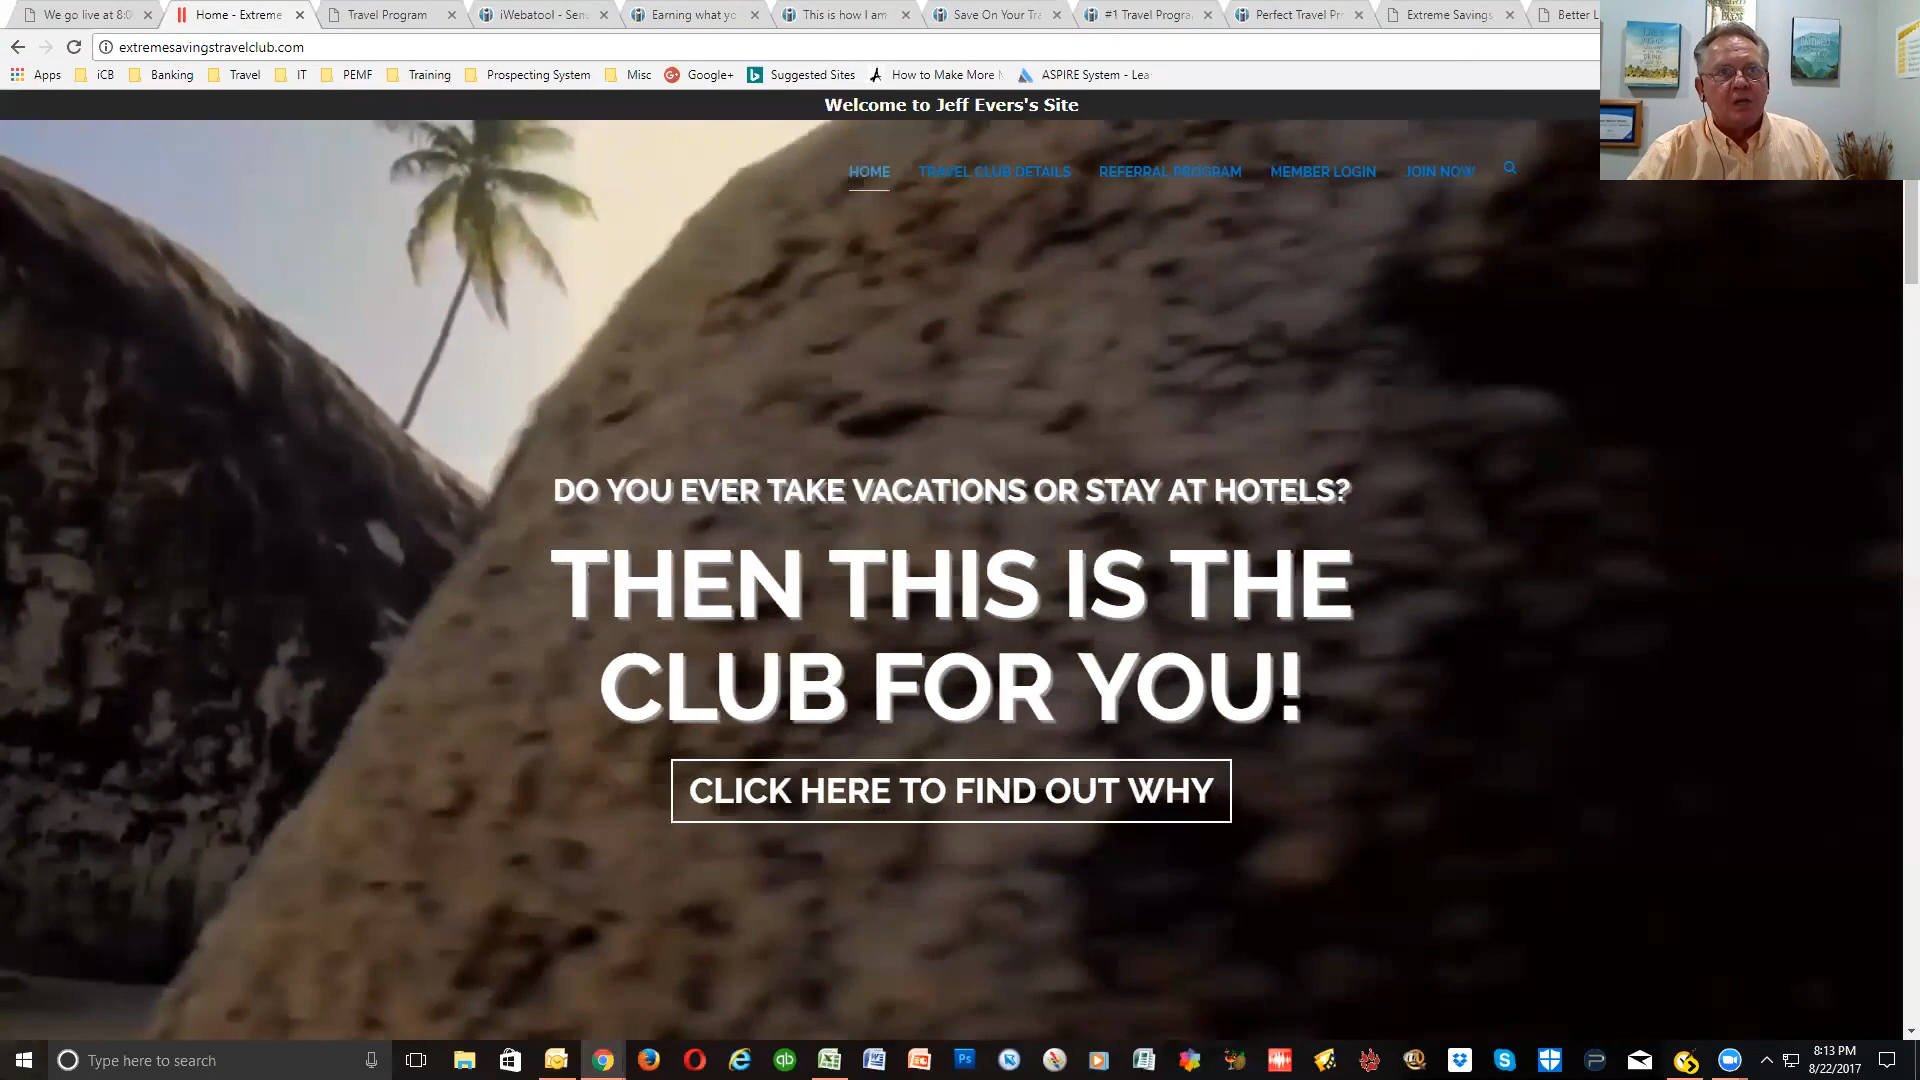 We go live at 8:0
Home - Extreme
Travel Program
iWebatool - Sen
Earning what yo
This is how I am
Save On Your Tra
#1 Travel Progra
Perfect Travel Pr
Extreme Savings
Better L
extremesavingstravelclub.com
Apps
iCB
Banking
Travel
IT
PEMF
Training
Prospecting System
Misc
Google+
Suggested Sites
How to Make More
ASPIRE System - Lea
Welcome to Jeff Evers's Site
HOME
TRAVEL CLUB DETAILS
REFERRAL PROGRAM
MEMBER LOGIN
JOIN NOW
DO YOU EVER TAKE VACATIONS OR STAY AT HOTELS?
THEN THIS IS THE
CLUB FOR YOU!
CLICK HERE TO FIND OUT WHY
Type here to search
8:13 PM
8/22/2017